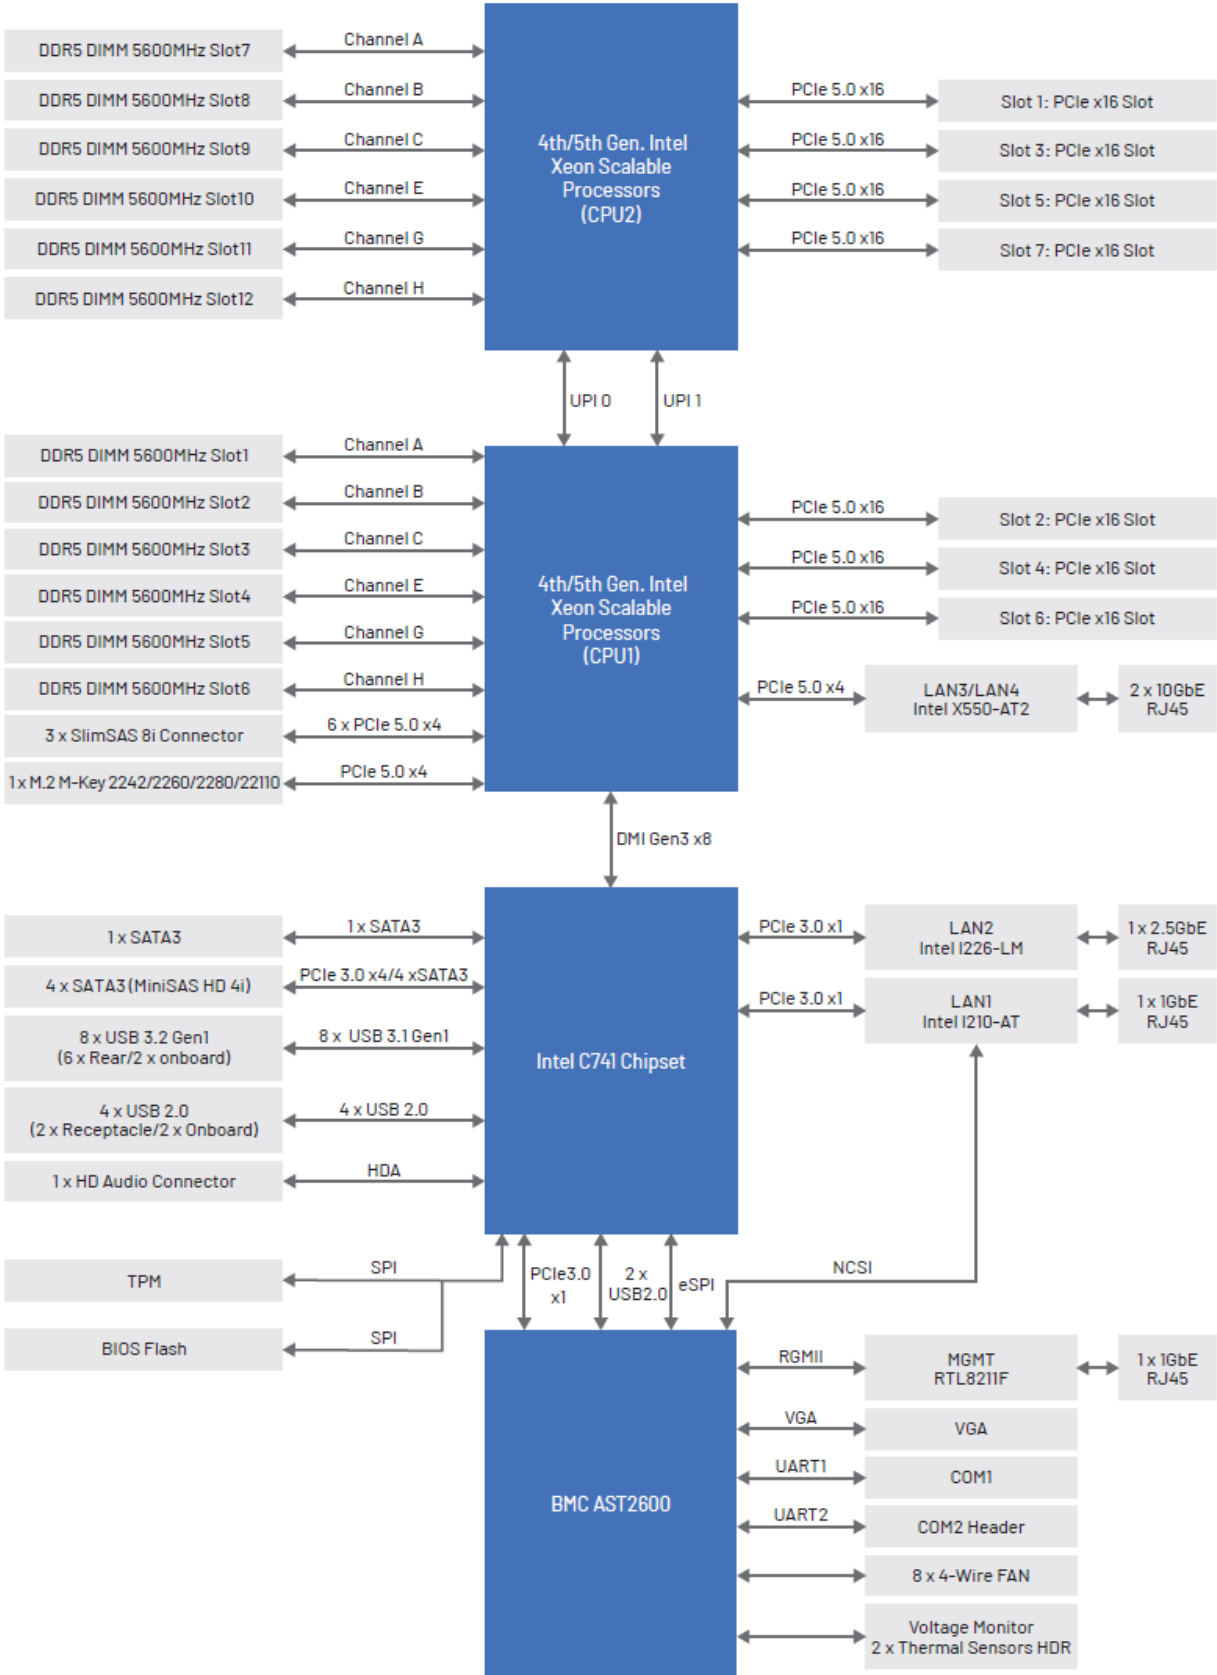 DDR5 DIMM 5600MHz Slot7
Channel A
DDR5 DIMM 5600MHz Slot8
Channel B
DDR5 DIMM 5600MHz Slot9
Channel C
DDR5 DIMM 5600MHz Slot10
Channel E
DDR5 DIMM 5600MHz Slot11
Channel G
DDR5 DIMM 5600MHz Slot12
Channel H
4th/5th Gen. Intel
Xeon Scalable
Processors
(CPU2)
PCIe 5.0 x16
Slot 1: PCIe x16 Slot
PCIe 5.0 x16
Slot 3: PCIe x16 Slot
PCIe 5.0 x16
Slot 5: PCIe x16 Slot
PCIe 5.0 x16
Slot 7: PCIe x16 Slot
UPI 0
UPI 1
DDR5 DIMM 5600MHz Slot1
Channel A
DDR5 DIMM 5600MHz Slot2
Channel B
DDR5 DIMM 5600MHz Slot3
Channel C
DDR5 DIMM 5600MHz Slot4
Channel E
DDR5 DIMM 5600MHz Slot5
Channel G
DDR5 DIMM 5600MHz Slot6
Channel H
3 x SlimSAS 8i Connector
6 x PCIe 5.0 x4
1 x M.2 M-Key 2242/2260/2280/22110
PCIe 5.0 x4
4th/5th Gen. Intel
Xeon Scalable
Processors
(CPU1)
PCIe 5.0 x16
Slot 2: PCIe x16 Slot
PCIe 5.0 x16
Slot 4: PCIe x16 Slot
PCIe 5.0 x16
Slot 6: PCIe x16 Slot
PCIe 5.0 x4
LAN3/LAN4
Intel X550-AT2
2 x 10GbE
RJ45
DMI Gen3 x8
1 x SATA3
1 x SATA3
4 x SATA3 (MiniSAS HD 4i)
PCIe 3.0 x4/4 xSATA3
8 x USB 3.2 Gen1
(6 x Rear/2 x onboard)
8 x USB 3.1 Gen1
4 x USB 2.0
(2 x Receptacle/2 x Onboard)
4 x USB 2.0
1 x HD Audio Connector
HDA
Intel C741 Chipset
PCIe 3.0 x1
LAN2
Intel I226-LM
1 x 2.5GbE
RJ45
PCIe 3.0 x1
LAN1
Intel I210-AT
1 x 1GbE
RJ45
TPM
SPI
BIOS Flash
SPI
PCIe3.0
x1
2 x
USB2.0
eSPI
NCSI
BMC AST2600
RGMII
MGMT
RTL8211F
1 x 1GbE
RJ45
VGA
VGA
UART1
COM1
UART2
COM2 Header
8 x 4-Wire FAN
Voltage Monitor
2 x Thermal Sensors HDR